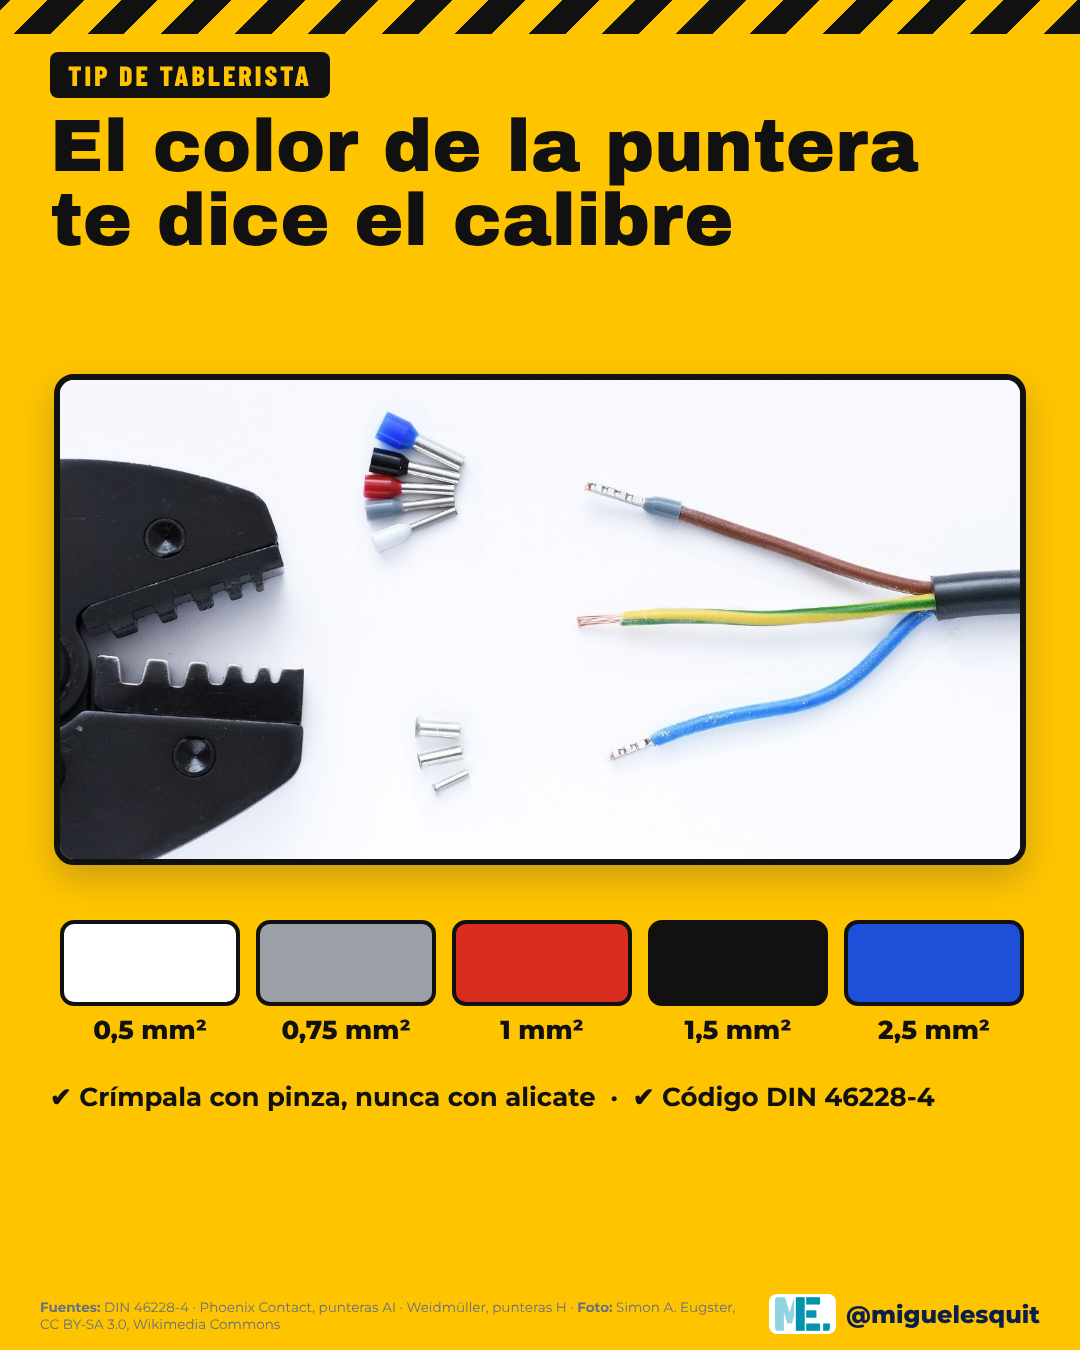 TIP DE TABLERISTA
El color de la puntera
te dice el calibre
0,5 mm²
0,75 mm²
1 mm²
1,5 mm²
2,5 mm²
✔ Crímpala con pinza, nunca con alicate · ✔ Código DIN 46228-4
Fuentes: DIN 46228-4 · Phoenix Contact, punteras AI · Weidmüller, punteras H · Foto: Simon A. Eugster,
CC BY-SA 3.0, Wikimedia Commons
ME.
@miguelesquit